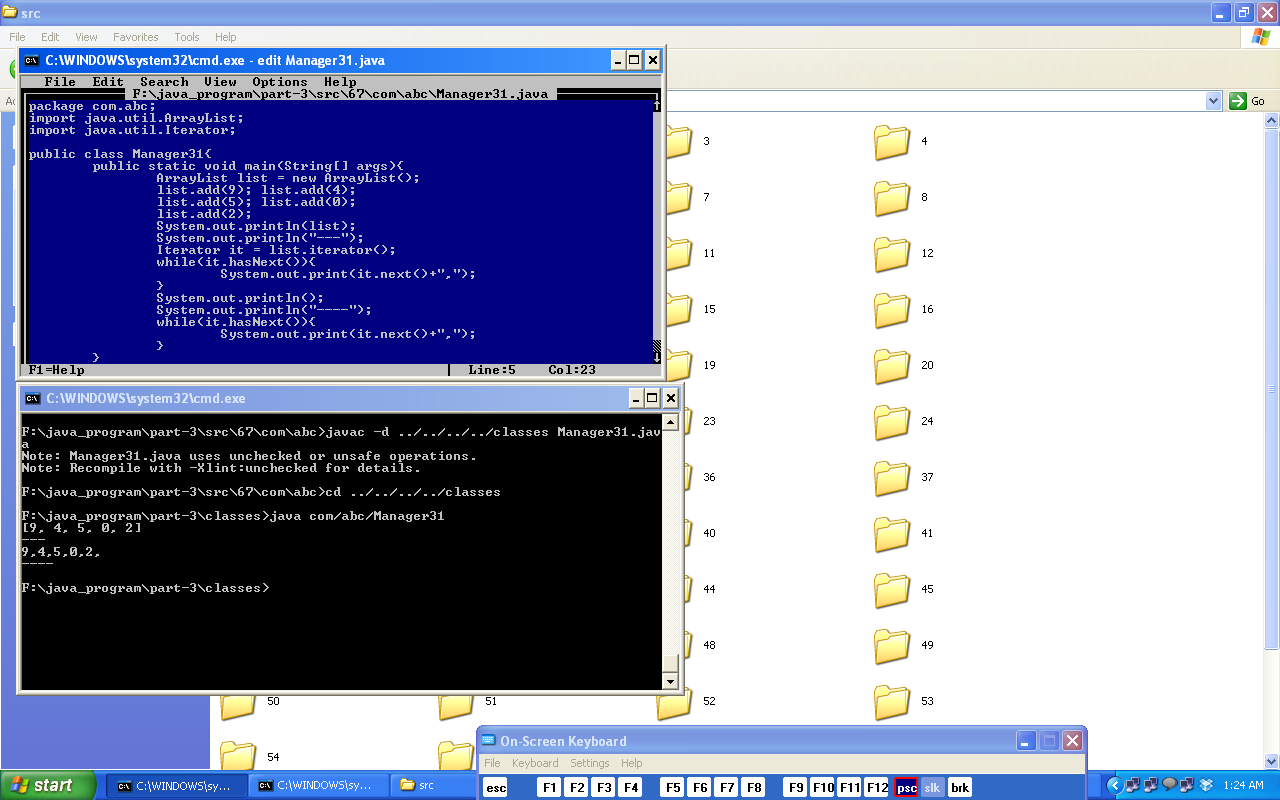 src
File Edit View Favorites Tools Help
C:\WINDOWS\system32\cmd.exe - edit Manager31.java
File Edit Search View Options Help
F:\java_program\part-3\src\67\com\abc\Manager31.java
package com.abc;
import java.util.ArrayList;
import java.util.Iterator;
public class Manager31{
public static void main(String[] args){
ArrayList list = new ArrayList();
list.add(9); list.add(4);
list.add(5); list.add(0);
list.add(2);
System.out.println(list);
System.out.println("---");
Iterator it = list.iterator();
while(it.hasNext()){
System.out.print(it.next()+",");
}
System.out.println();
System.out.println("----");
while(it.hasNext()){
System.out.print(it.next()+",");
}
}
F1=Help Line:5 Col:23
Go
3 4
7 8
11 12
15 16
19 20
23 24
36 37
40 41
44 45
48 49
50 51 52 53
54
C:\WINDOWS\system32\cmd.exe
F:\java_program\part-3\src\67\com\abc>javac -d ../../../../classes Manager31.jav
a
Note: Manager31.java uses unchecked or unsafe operations.
Note: Recompile with -Xlint:unchecked for details.
F:\java_program\part-3\src\67\com\abc>cd ../../../../classes
F:\java_program\part-3\classes>java com/abc/Manager31
[9, 4, 5, 0, 2]
---
9,4,5,0,2,
----
F:\java_program\part-3\classes>
On-Screen Keyboard
File Keyboard Settings Help
esc F1 F2 F3 F4 F5 F6 F7 F8 F9 F10 F11 F12 psc slk brk
start C:\WINDOWS\sy... C:\WINDOWS\sy... src 1:24 AM